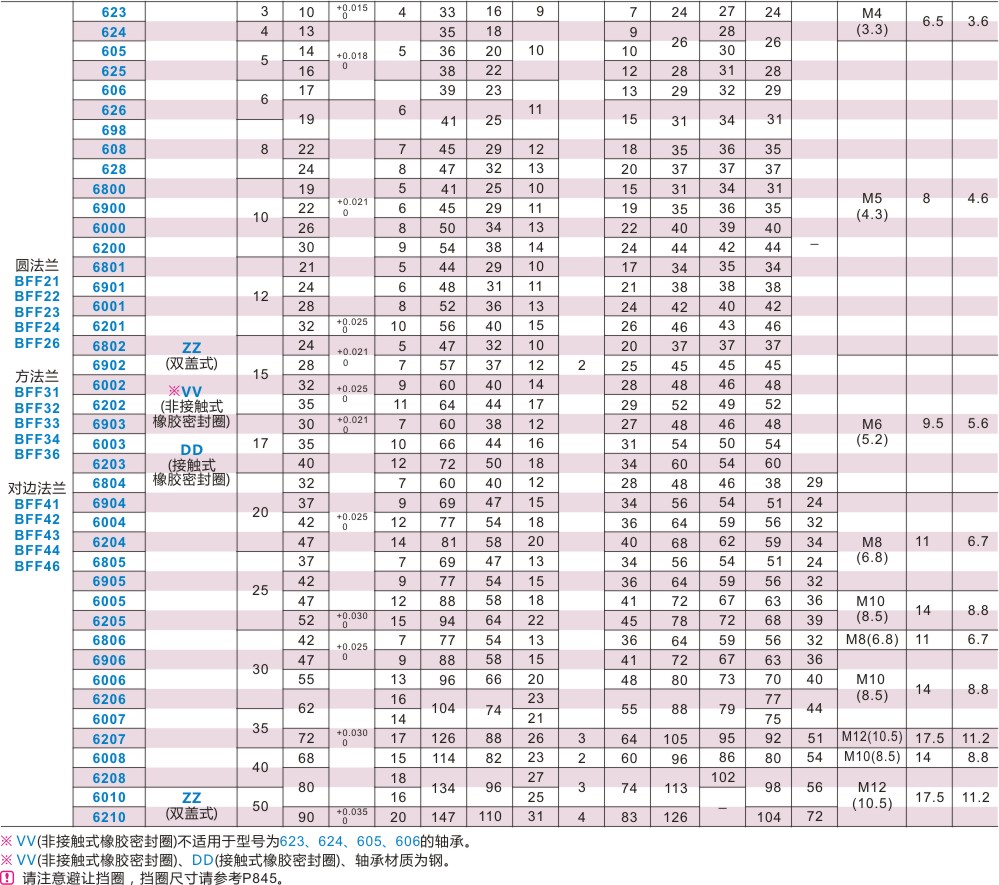 圆法兰
BFF21
BFF22
BFF23
BFF24
BFF26
方法兰
BFF31
BFF32
BFF33
BFF34
BFF36
对边法兰
BFF41
BFF42
BFF43
BFF44
BFF46
ZZ
(双盖式)
※VV
(非接触式
橡胶密封圈)
DD
(接触式
橡胶密封圈)
ZZ
(双盖式)
623 3 10 +0.015 0 4 33 16 9 7 24 27 24 M4 (3.3) 6.5 3.6
624 4 13 35 18 9 26 28 26
605 5 14 +0.018 0 5 36 20 10 10 30
625 16 38 22 12 28 31 28
606 6 17 39 23 13 29 32 29
626 19 6 41 25 11 15 31 34 31
698
608 8 22 7 45 29 12 18 35 36 35
628 24 8 47 32 13 20 37 37 37
6800 10 19 5 41 25 10 15 31 34 31
6900 22 +0.021 0 6 45 29 11 19 35 36 35 M5 (4.3) 8 4.6
6000 26 8 50 34 13 22 40 39 40
6200 30 9 54 38 14 24 44 42 44 –
6801 12 21 5 44 29 10 17 34 35 34
6901 24 6 48 31 11 21 38 38 38
6001 28 8 52 36 13 24 42 40 42
6201 32 +0.025 0 10 56 40 15 26 46 43 46
6802 15 24 +0.021 0 5 47 32 10 20 37 37 37
6902 28 7 57 37 12 2 25 45 45 45
6002 32 +0.025 0 9 60 40 14 28 48 46 48
6202 35 11 64 44 17 29 52 49 52
6903 17 30 +0.021 0 7 60 38 12 27 48 46 48 M6 (5.2) 9.5 5.6
6003 35 10 66 44 16 31 54 50 54
6203 40 12 72 50 18 34 60 54 60
6804 20 32 7 60 40 12 28 48 46 38 29
6904 37 9 69 47 15 34 56 54 51 24
6004 42 +0.025 0 12 77 54 18 36 64 59 56 32
6204 47 14 81 58 20 40 68 62 59 34 M8 (6.8) 11 6.7
6805 25 37 7 69 47 13 34 56 54 51 24
6905 42 9 77 54 15 36 64 59 56 32
6005 47 12 88 58 18 41 72 67 63 36 M10 (8.5) 14 8.8
6205 52 +0.030 0 15 94 64 22 45 78 72 68 39
6806 30 42 +0.025 0 7 77 54 13 36 64 59 56 32 M8(6.8) 11 6.7
6906 47 9 88 58 15 41 72 67 63 36
6006 55 13 96 66 20 48 80 73 70 40 M10 (8.5) 14 8.8
6206 62 16 104 74 23 55 88 79 77 44
6007 35 14 21 75
6207 72 +0.030 0 17 126 88 26 3 64 105 95 92 51 M12(10.5) 17.5 11.2
6008 40 68 15 114 82 23 2 60 96 86 80 54 M10(8.5) 14 8.8
6208 80 18 134 96 27 3 74 113 102 98 56 M12 (10.5) 17.5 11.2
6010 50 16 25 –
6210 90 +0.035 0 20 147 110 31 4 83 126 104 72
※ VV(非接触式橡胶密封圈)不适用于型号为623、624、605、606的轴承。
※ VV(非接触式橡胶密封圈)、DD(接触式橡胶密封圈)、轴承材质为钢。
! 请注意避让挡圈，挡圈尺寸请参考P845。